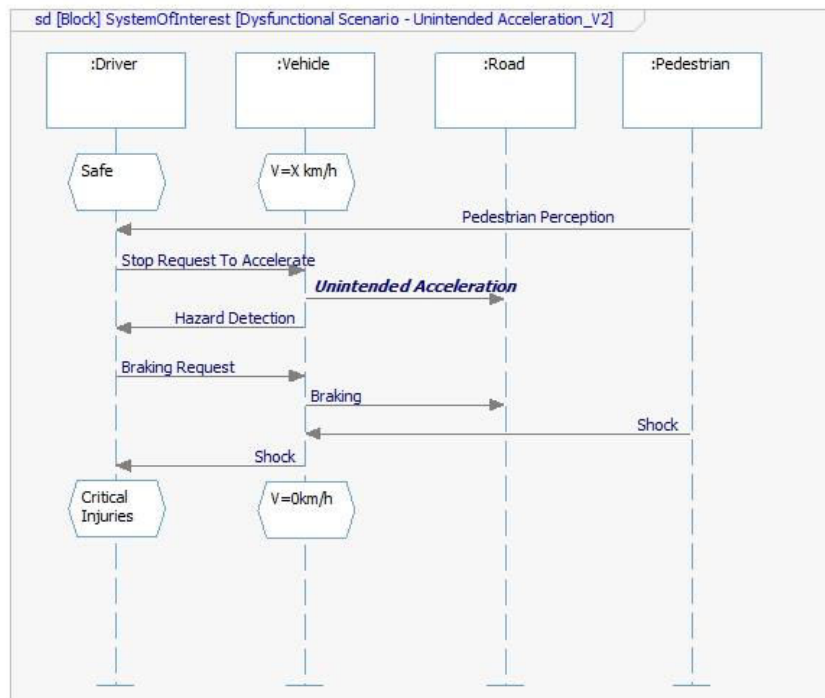 sd [Block] SystemOfInterest [Dysfunctional Scenario - Unintended Acceleration_V2]
:Driver
:Vehicle
:Road
:Pedestrian
Safe
V=X km/h
Pedestrian Perception
Stop Request To Accelerate
Unintended Acceleration
Hazard Detection
Braking Request
Braking
Shock
Shock
Critical
Injuries
V=0km/h